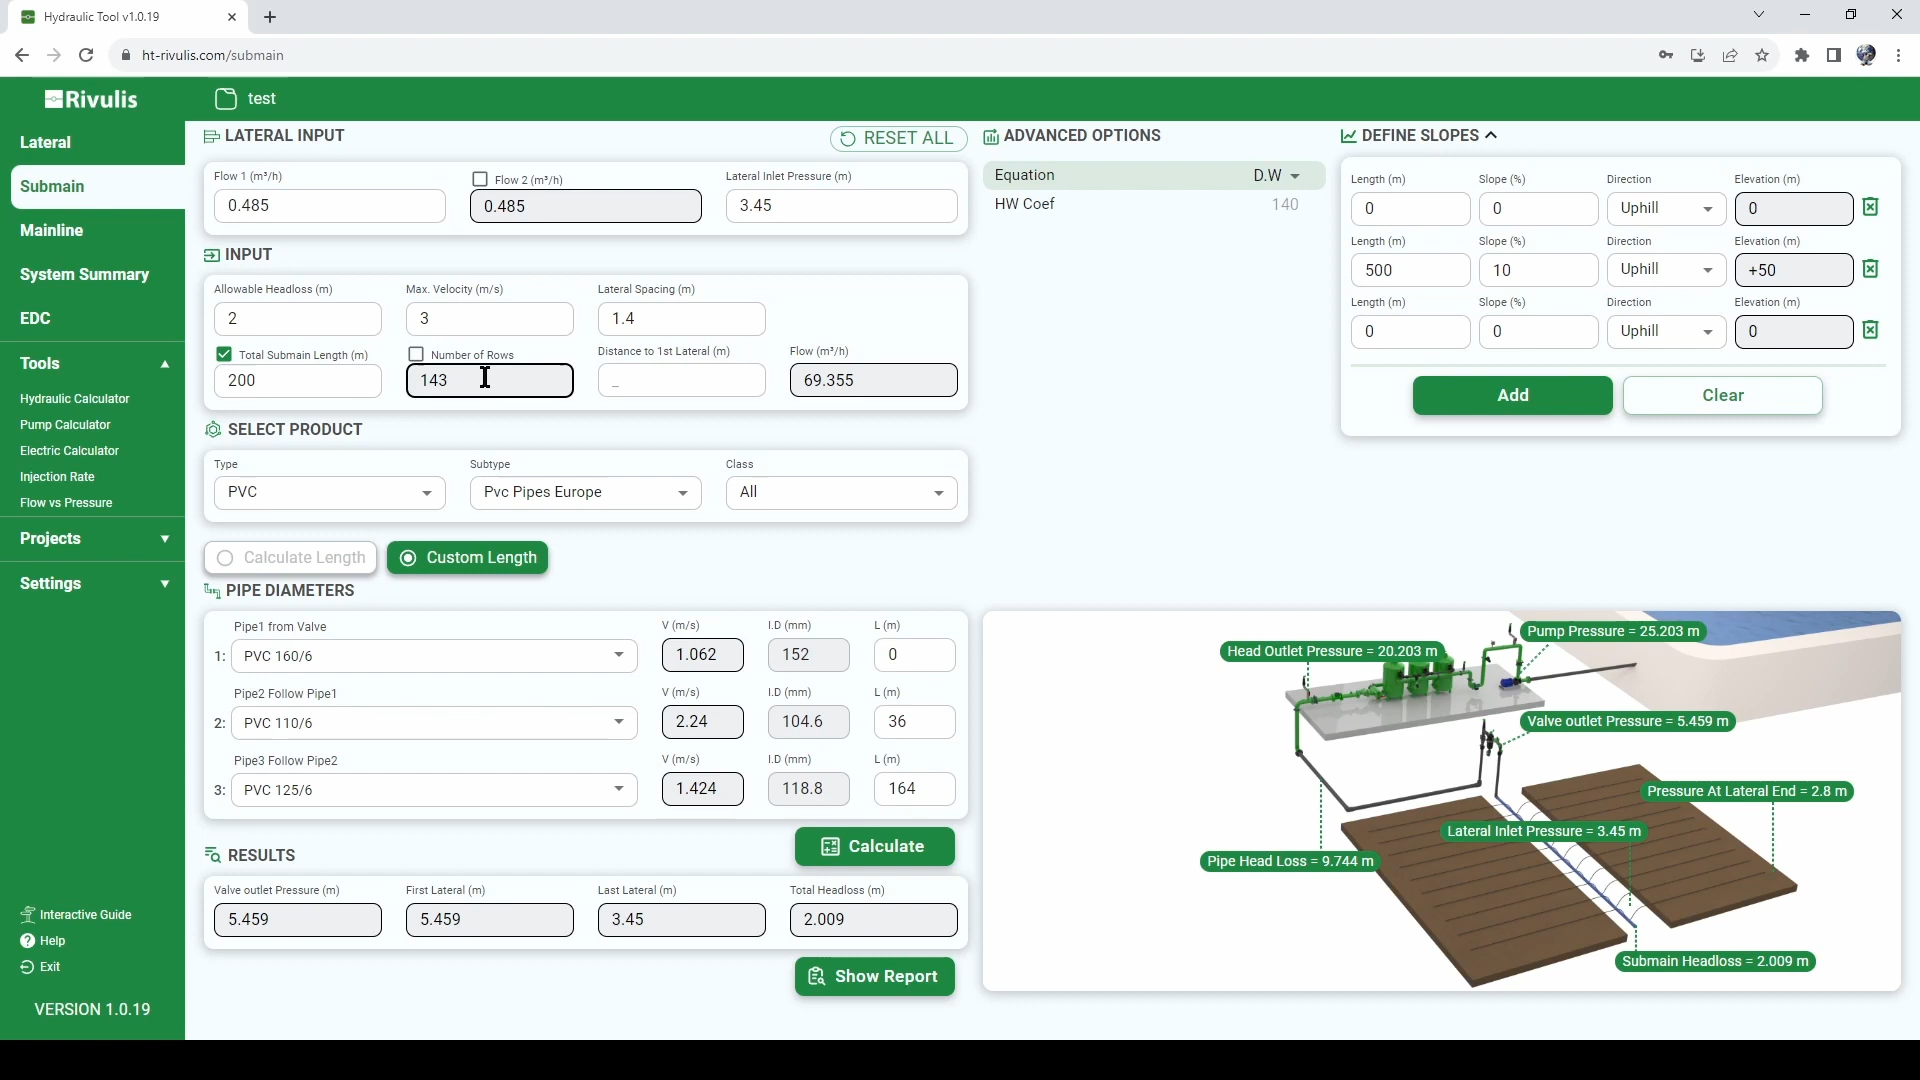 Hydraulic Tool v1.0.19
ht-rivulis.com/submain
Rivulis
test
Lateral
Submain
Mainline
System Summary
EDC
Tools
Hydraulic Calculator
Pump Calculator
Electric Calculator
Injection Rate
Flow vs Pressure
Projects
Settings
Interactive Guide
Help
Exit
VERSION 1.0.19
LATERAL INPUT
RESET ALL
Flow 1 (m³/h)
Flow 2 (m³/h)
Lateral Inlet Pressure (m)
0.485
0.485
3.45
INPUT
Allowable Headloss (m)
Max. Velocity (m/s)
Lateral Spacing (m)
2
3
1.4
Total Submain Length (m)
Number of Rows
Distance to 1st Lateral (m)
Flow (m³/h)
200
143
_
69.355
SELECT PRODUCT
Type
Subtype
Class
PVC
Pvc Pipes Europe
All
Calculate Length
Custom Length
PIPE DIAMETERS
Pipe1 from Valve
V (m/s)
I.D (mm)
L (m)
1:
PVC 160/6
1.062
152
0
Pipe2 Follow Pipe1
V (m/s)
I.D (mm)
L (m)
2:
PVC 110/6
2.24
104.6
36
Pipe3 Follow Pipe2
V (m/s)
I.D (mm)
L (m)
3:
PVC 125/6
1.424
118.8
164
RESULTS
Calculate
Valve outlet Pressure (m)
First Lateral (m)
Last Lateral (m)
Total Headloss (m)
5.459
5.459
3.45
2.009
Show Report
ADVANCED OPTIONS
Equation
D.W
HW Coef
140
DEFINE SLOPES
Length (m)
Slope (%)
Direction
Elevation (m)
0
0
Uphill
0
Length (m)
Slope (%)
Direction
Elevation (m)
500
10
Uphill
+50
Length (m)
Slope (%)
Direction
Elevation (m)
0
0
Uphill
0
Add
Clear
Pump Pressure = 25.203 m
Head Outlet Pressure = 20.203 m
Valve outlet Pressure = 5.459 m
Pressure At Lateral End = 2.8 m
Lateral Inlet Pressure = 3.45 m
Pipe Head Loss = 9.744 m
Submain Headloss = 2.009 m